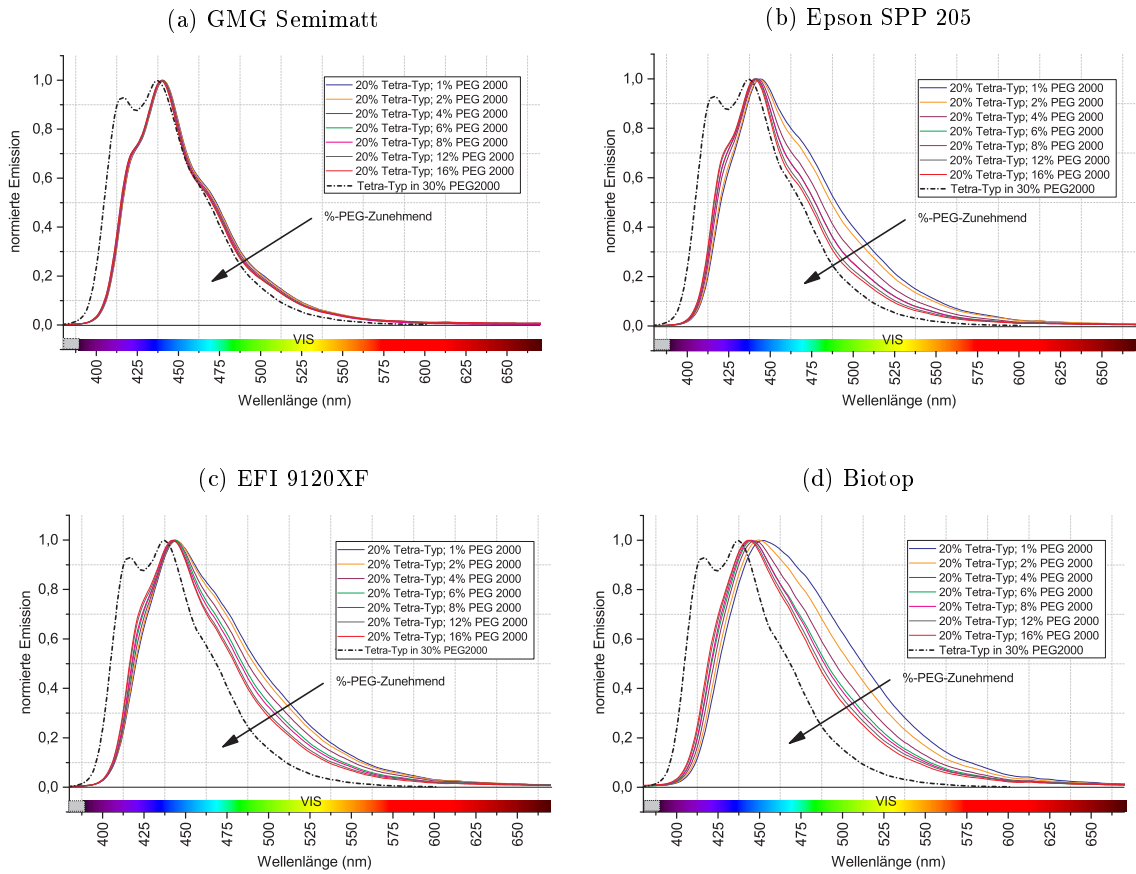 (a) GMG Semimatt
normierte Emission
1,0
0,8
0,6
0,4
0,2
0,0
20% Tetra-Typ; 1% PEG 2000
20% Tetra-Typ; 2% PEG 2000
20% Tetra-Typ; 4% PEG 2000
20% Tetra-Typ; 6% PEG 2000
20% Tetra-Typ; 8% PEG 2000
20% Tetra-Typ; 12% PEG 2000
20% Tetra-Typ; 16% PEG 2000
Tetra-Typ in 30% PEG2000
%-PEG-Zunehmend
VIS
400 425 450 475 500 525 550 575 600 625 650
Wellenlänge (nm)
(b) Epson SPP 205
normierte Emission
1,0
0,8
0,6
0,4
0,2
0,0
20% Tetra-Typ; 1% PEG 2000
20% Tetra-Typ; 2% PEG 2000
20% Tetra-Typ; 4% PEG 2000
20% Tetra-Typ; 6% PEG 2000
20% Tetra-Typ; 8% PEG 2000
20% Tetra-Typ; 12% PEG 2000
20% Tetra-Typ; 16% PEG 2000
Tetra-Typ in 30% PEG2000
%-PEG-Zunehmend
VIS
400 425 450 475 500 525 550 575 600 625 650
Wellenlänge (nm)
(c) EFI 9120XF
normierte Emission
1,0
0,8
0,6
0,4
0,2
0,0
20% Tetra-Typ; 1% PEG 2000
20% Tetra-Typ; 2% PEG 2000
20% Tetra-Typ; 4% PEG 2000
20% Tetra-Typ; 6% PEG 2000
20% Tetra-Typ; 8% PEG 2000
20% Tetra-Typ; 12% PEG 2000
20% Tetra-Typ; 16% PEG 2000
Tetra-Typ in 30% PEG2000
%-PEG-Zunehmend
VIS
400 425 450 475 500 525 550 575 600 625 650
Wellenlänge (nm)
(d) Biotop
normierte Emission
1,0
0,8
0,6
0,4
0,2
0,0
20% Tetra-Typ; 1% PEG 2000
20% Tetra-Typ; 2% PEG 2000
20% Tetra-Typ; 4% PEG 2000
20% Tetra-Typ; 6% PEG 2000
20% Tetra-Typ; 8% PEG 2000
20% Tetra-Typ; 12% PEG 2000
20% Tetra-Typ; 16% PEG 2000
Tetra-Typ in 30% PEG2000
%-PEG-Zunehmend
VIS
400 425 450 475 500 525 550 575 600 625 650
Wellenlänge (nm)